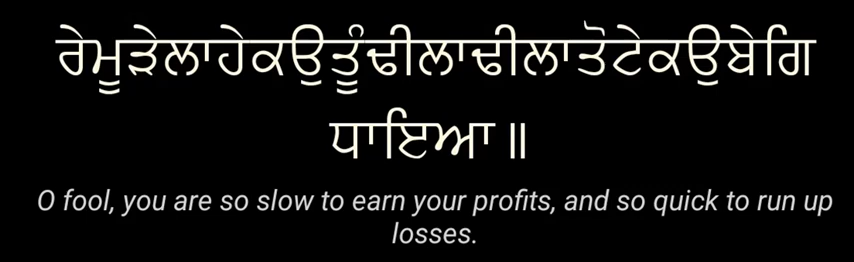 ਰੇਮੂੜੇਲਾਹੇਕਉਤੂੰਢੀਲਾਢੀਲਾਤੋਟੇਕਉਬੇਗਿ
ਧਾਇਆ॥
O fool, you are so slow to earn your profits, and so quick to run up
losses.